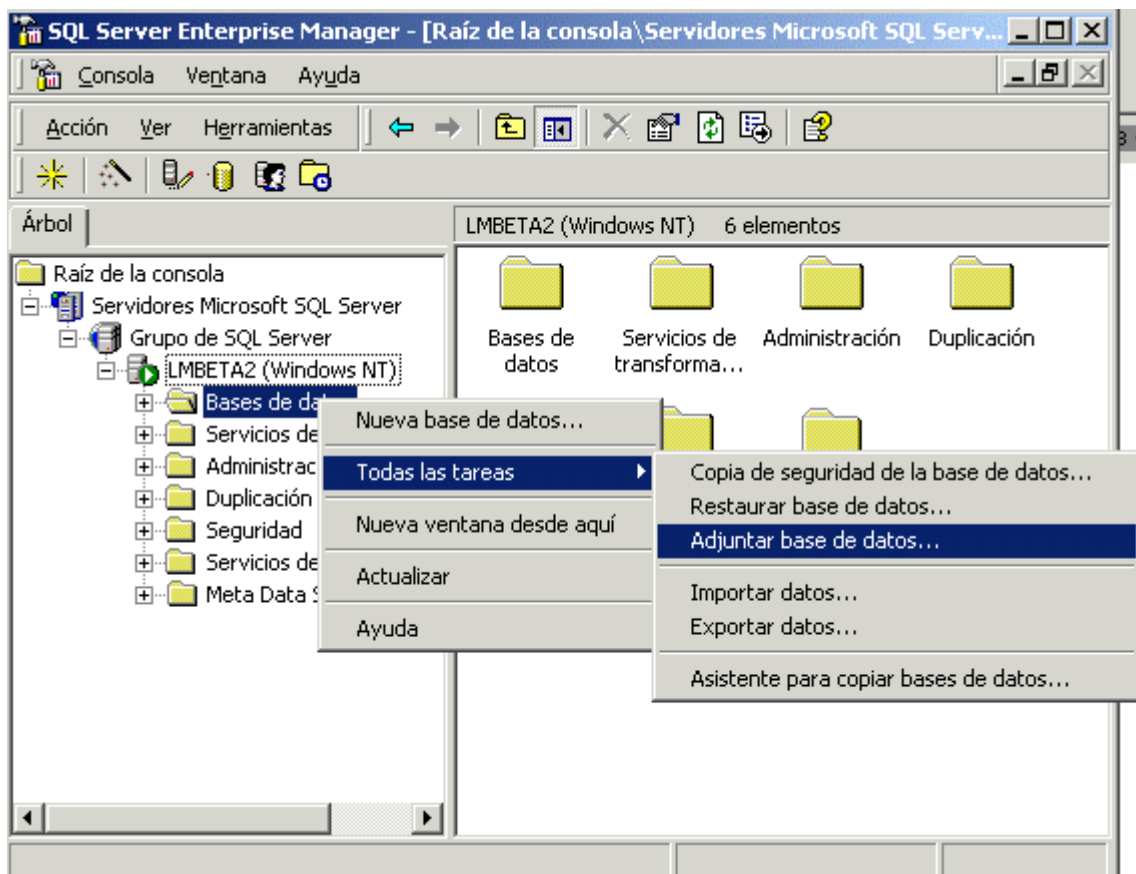 SQL Server Enterprise Manager - [Raíz de la consola\Servidores Microsoft SQL Serv...
Consola Ventana Ayuda
Acción Ver Herramientas
Árbol
LMBETA2 (Windows NT) 6 elementos
Raíz de la consola
Servidores Microsoft SQL Server
Grupo de SQL Server
LMBETA2 (Windows NT)
Bases de
Servicios de
Administrac
Duplicación
Seguridad
Servicios de
Meta Data
Bases de datos
Servicios de transforma...
Administración
Duplicación
Nueva base de datos...
Todas las tareas
Nueva ventana desde aquí
Actualizar
Ayuda
Copia de seguridad de la base de datos...
Restaurar base de datos...
Adjuntar base de datos...
Importar datos...
Exportar datos...
Asistente para copiar bases de datos...